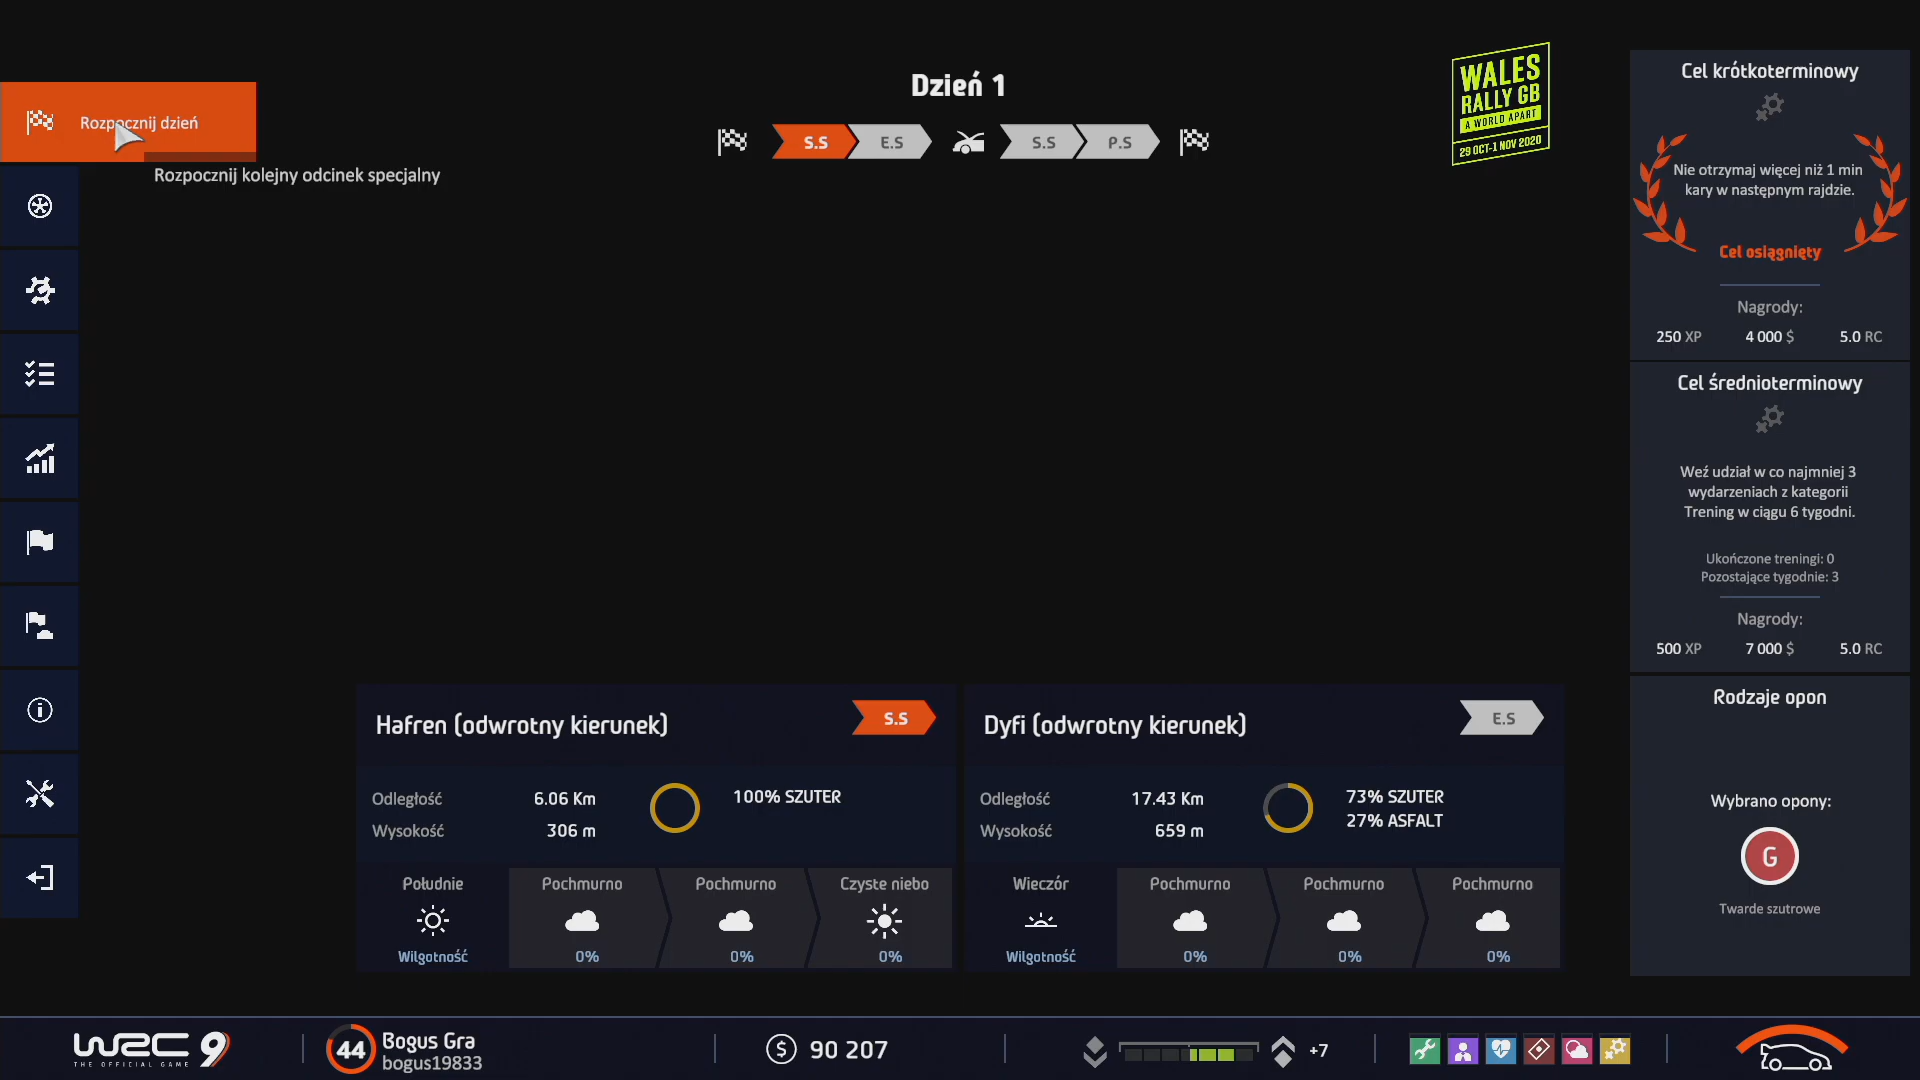 Dzień 1
S.S
E.S
S.S
P.S
WALES
RALLY GB
A WORLD APART
29 OCT-1 NOV 2020
Rozpocznij dzień
Rozpocznij kolejny odcinek specjalny
Cel krótkoterminowy
Nie otrzymaj więcej niż 1 min
kary w następnym rajdzie.
Cel osiągnięty
Nagrody:
250 XP 4 000 $ 5.0 RC
Cel średnioterminowy
Weź udział w co najmniej 3
wydarzeniach z kategorii
Trening w ciągu 6 tygodni.
Ukończone treningi: 0
Pozostające tygodnie: 3
Nagrody:
500 XP 7 000 $ 5.0 RC
Rodzaje opon
Wybrano opony:
G
Twarde szutrowe
Hafren (odwrotny kierunek)
S.S
Odległość 6.06 Km
Wysokość 306 m
100% SZUTER
Południe Pochmurno Pochmurno Czyste niebo
Wilgotność 0% 0% 0%
Dyfi (odwrotny kierunek)
E.S
Odległość 17.43 Km
Wysokość 659 m
73% SZUTER
27% ASFALT
Wieczór Pochmurno Pochmurno Pochmurno
Wilgotność 0% 0% 0%
WRC 9
THE OFFICIAL GAME
44
Bogus Gra
bogus19833
$ 90 207
+7